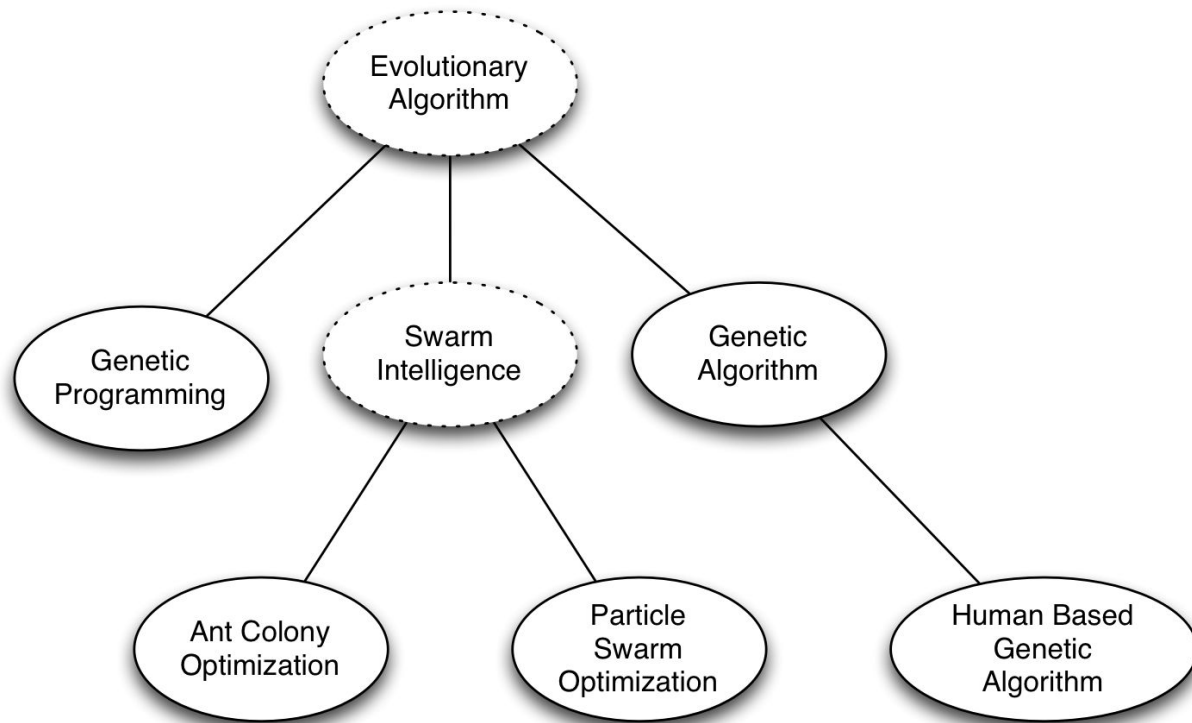 Evolutionary
Algorithm
Genetic
Programming
Swarm
Intelligence
Genetic
Algorithm
Ant Colony
Optimization
Particle
Swarm
Optimization
Human Based
Genetic
Algorithm